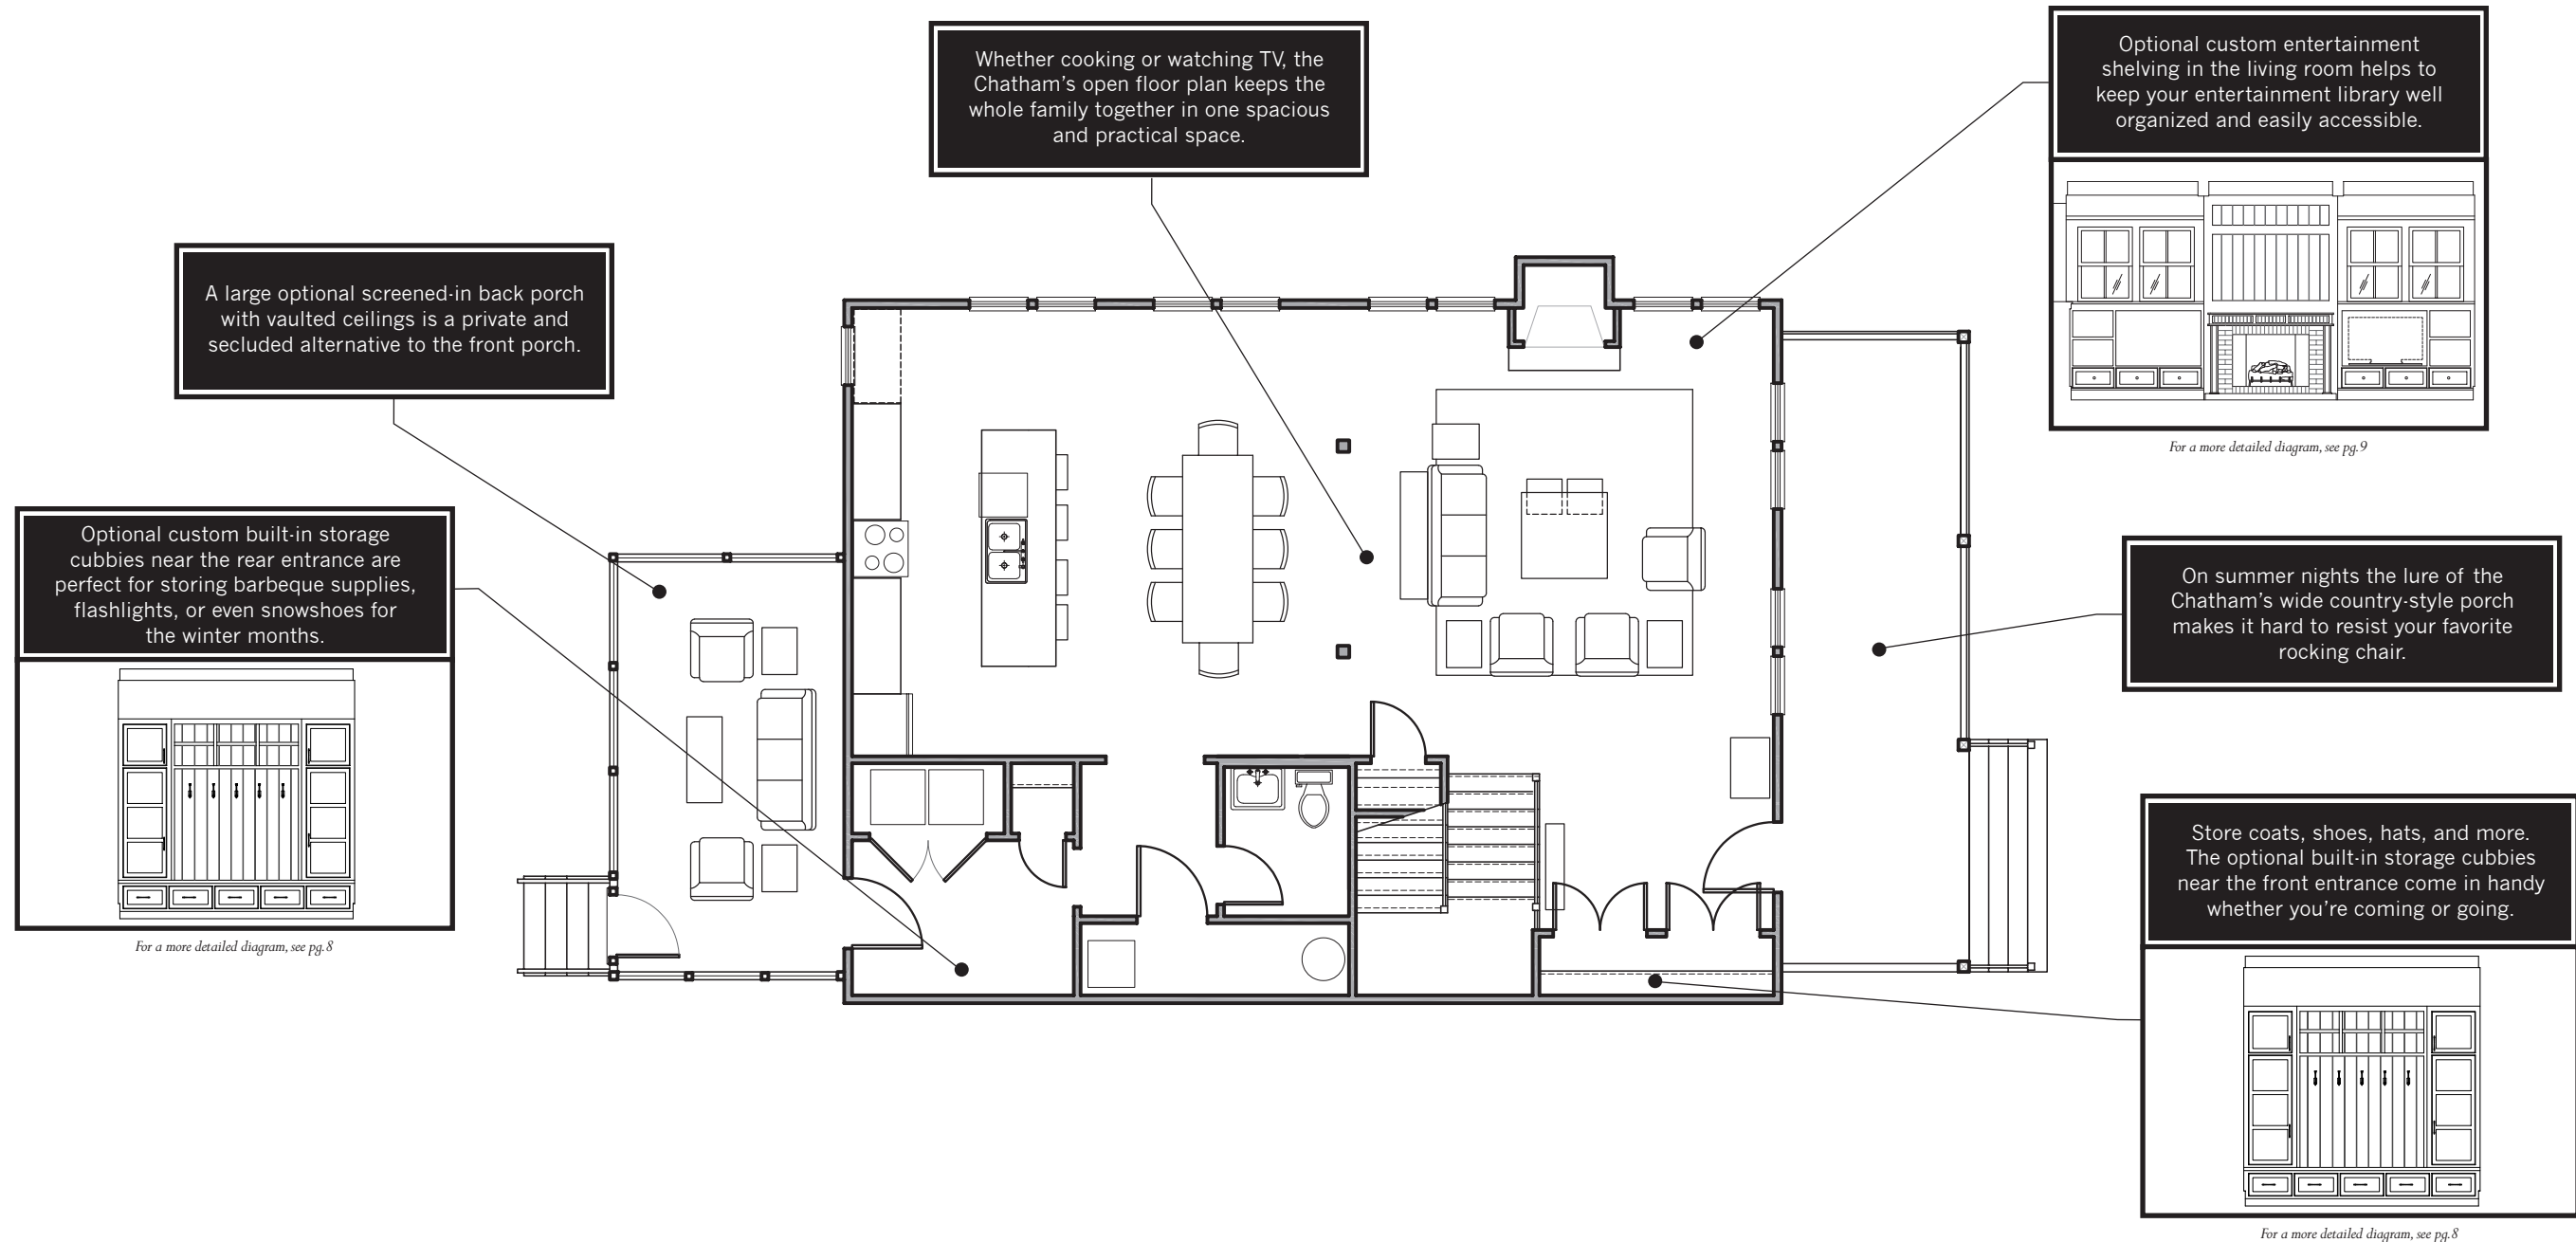 Whether cooking or watching TV, the
Chatham's open floor plan keeps the
whole family together in one spacious
and practical space.
Optional custom entertainment
shelving in the living room helps to
keep your entertainment library well
organized and easily accessible.
For a more detailed diagram, see pg. 9
A large optional screened-in back porch
with vaulted ceilings is a private and
secluded alternative to the front porch.
Optional custom built-in storage
cubbies near the rear entrance are
perfect for storing barbeque supplies,
flashlights, or even snowshoes for
the winter months.
For a more detailed diagram, see pg. 8
On summer nights the lure of the
Chatham's wide country-style porch
makes it hard to resist your favorite
rocking chair.
Store coats, shoes, hats, and more.
The optional built-in storage cubbies
near the front entrance come in handy
whether you're coming or going.
For a more detailed diagram, see pg. 8